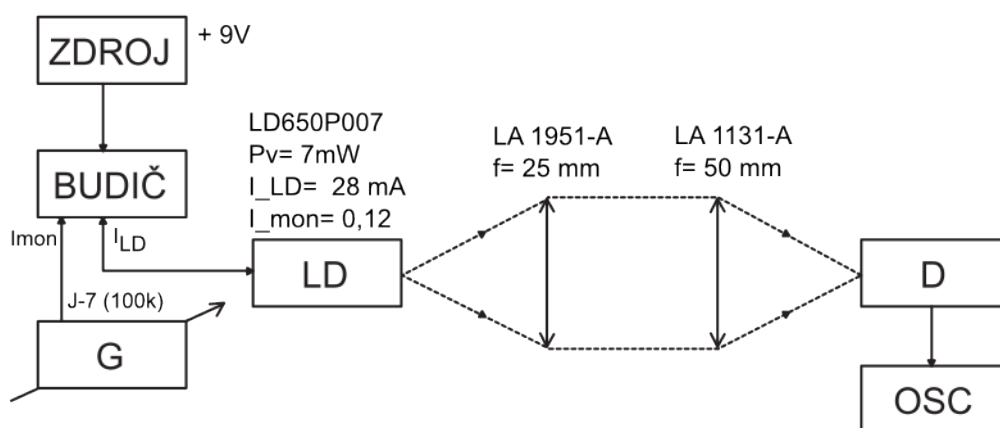 ZDROJ
+ 9V
BUDIČ
Imon
I_LD
J-7 (100k)
G
LD650P007
Pv= 7mW
I_LD= 28 mA
I_mon= 0,12
LD
LA 1951-A
f= 25 mm
LA 1131-A
f= 50 mm
D
OSC